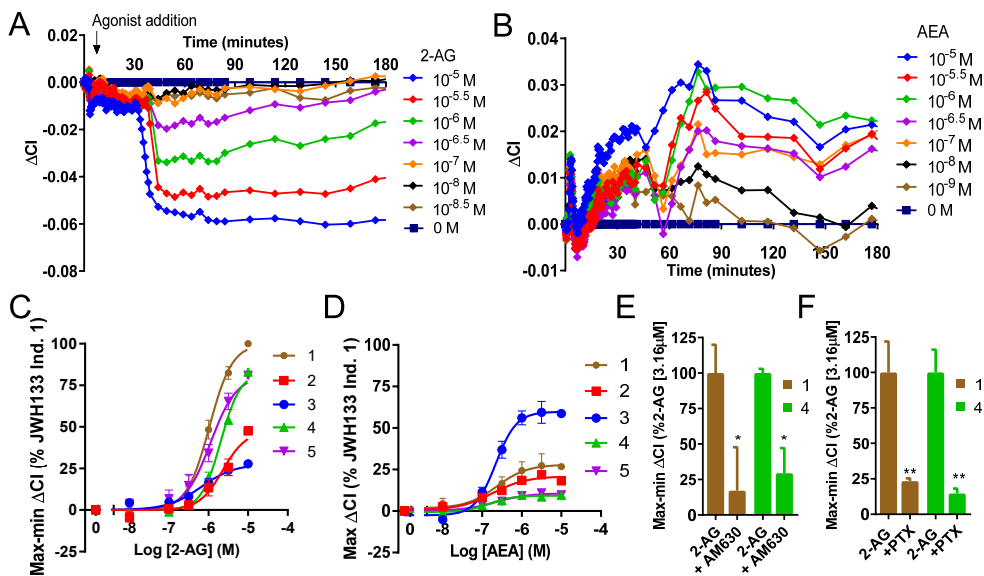 A
Agonist addition
Time (minutes)
0.02
0.00
-0.02
-0.04
-0.06
-0.08
ΔCI
30 60 90 120 150 180
2-AG
10⁻⁵ M
10⁻⁵·⁵ M
10⁻⁶ M
10⁻⁶·⁵ M
10⁻⁷ M
10⁻⁸ M
10⁻⁸·⁵ M
0 M
B
0.04
0.03
0.02
0.01
0.00
-0.01
ΔCI
30 60 90 120 150 180
Time (minutes)
AEA
10⁻⁵ M
10⁻⁵·⁵ M
10⁻⁶ M
10⁻⁶·⁵ M
10⁻⁷ M
10⁻⁸ M
10⁻⁹ M
0 M
C
Max-min ΔCI (% JWH133 Ind. 1)
100
75
50
25
0
-25
0 -8 -7 -6 -5 -4
Log [2-AG] (M)
1
2
3
4
5
D
Max ΔCI (% JWH133 Ind. 1)
100
75
50
25
0
-25
0 -8 -7 -6 -5 -4
Log [AEA] (M)
1
2
3
4
5
E
Max-min ΔCI (%2-AG [3.16µM]
125
100
75
50
25
0
* *
2-AG
+ AM630
2-AG
+ AM630
1
4
F
Max-min ΔCI (%2-AG [3.16µM]
125
100
75
50
25
0
** **
2-AG
+PTX
2-AG
+PTX
1
4